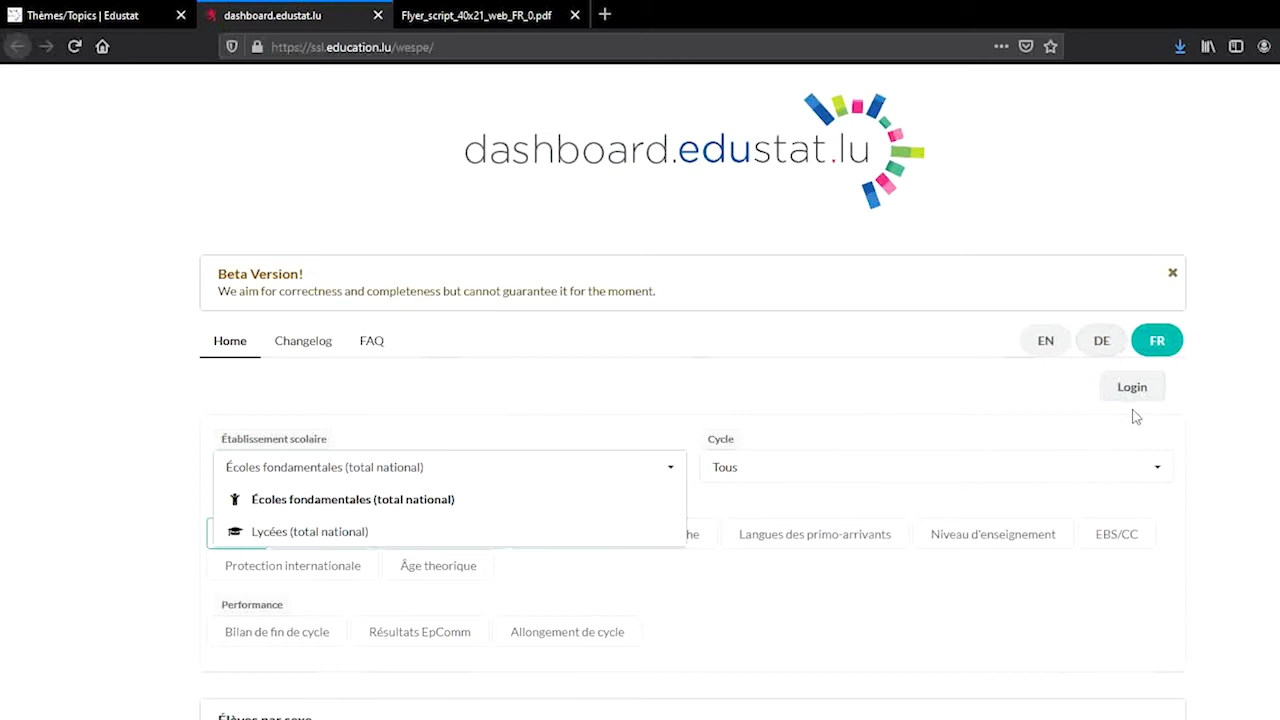 Thèmes/Topics | Edustat
dashboard.edustat.lu
Flyer_script_40x21_web_FR_0.pdf
https://ssl.education.lu/wespe/
dashboard.edustat.lu
Beta Version!
We aim for correctness and completeness but cannot guarantee it for the moment.
Home
Changelog
FAQ
EN
DE
FR
Login
Établissement scolaire
Cycle
Écoles fondamentales (total national)
Tous
Écoles fondamentales (total national)
Lycées (total national)
Langues des primo-arrivants
Niveau d'enseignement
EBS/CC
Protection internationale
Âge theorique
Performance
Bilan de fin de cycle
Résultats EpComm
Allongement de cycle
Élèves par sexe